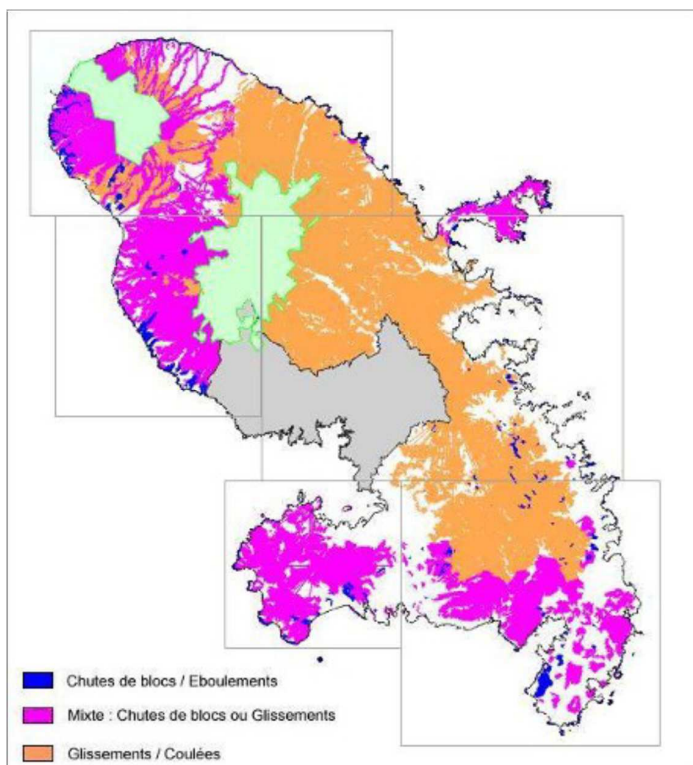 Chutes de blocs / Eboulements
Mixte : Chutes de blocs ou Glissements
Glissements / Coulées